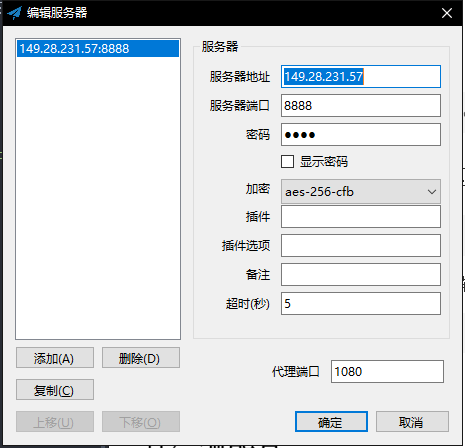 编辑服务器
149.28.231.57:8888
服务器
服务器地址 149.28.231.57
服务器端口 8888
密码 ●●●●
显示密码
加密 aes-256-cfb
插件
插件选项
备注
超时(秒) 5
添加(A) 删除(D)
代理端口 1080
复制(C)
上移(U) 下移(O)
确定 取消